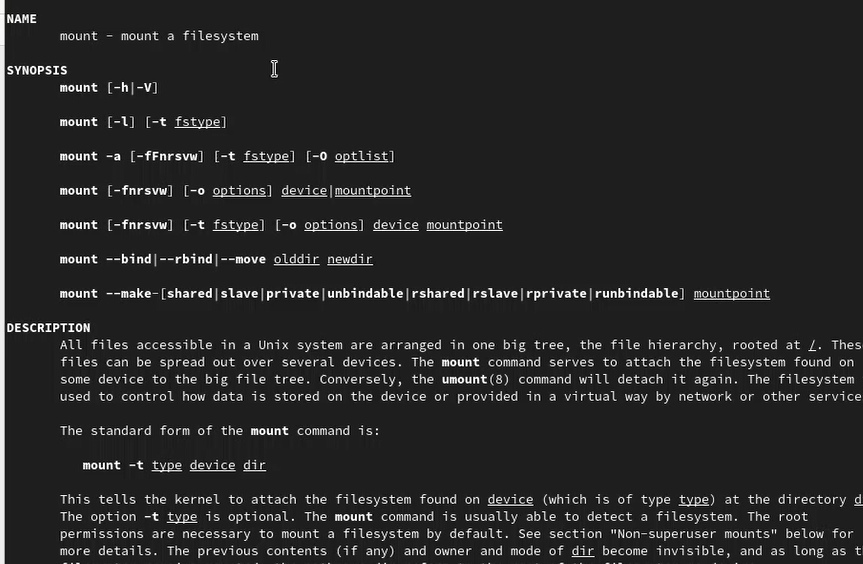 NAME
mount - mount a filesystem
SYNOPSIS
mount [-h|-V]
mount [-l] [-t fstype]
mount -a [-fFnrsvw] [-t fstype] [-O optlist]
mount [-fnrsvw] [-o options] device|mountpoint
mount [-fnrsvw] [-t fstype] [-o options] device mountpoint
mount --bind|--rbind|--move olddir newdir
mount --make-[shared|slave|private|unbindable|rshared|rslave|rprivate|runbindable] mountpoint
DESCRIPTION
All files accessible in a Unix system are arranged in one big tree, the file hierarchy, rooted at /. Thes
files can be spread out over several devices. The mount command serves to attach the filesystem found on
some device to the big file tree. Conversely, the umount(8) command will detach it again. The filesystem
used to control how data is stored on the device or provided in a virtual way by network or other service
The standard form of the mount command is:
mount -t type device dir
This tells the kernel to attach the filesystem found on device (which is of type type) at the directory d
The option -t type is optional. The mount command is usually able to detect a filesystem. The root
permissions are necessary to mount a filesystem by default. See section "Non-superuser mounts" below for
more details. The previous contents (if any) and owner and mode of dir become invisible, and as long as t